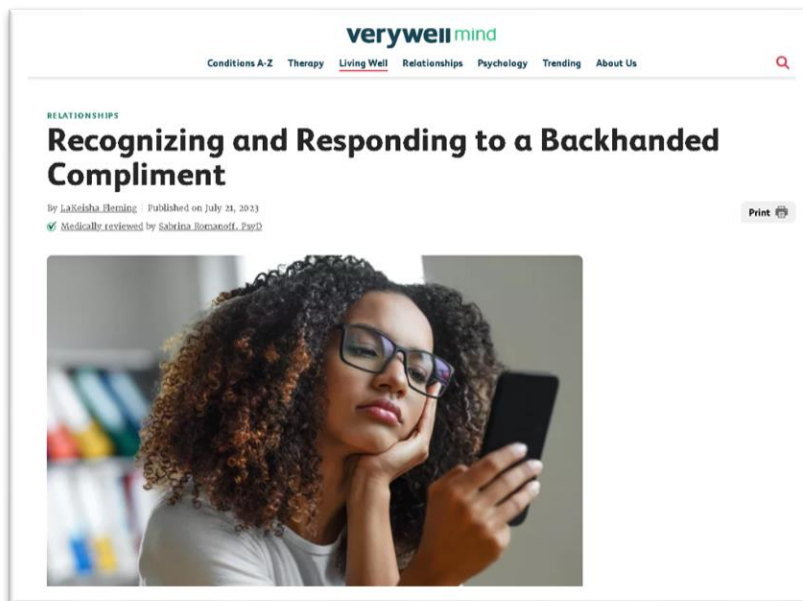 verywell mind
Conditions A-Z Therapy Living Well Relationships Psychology Trending About Us
RELATIONSHIPS
Recognizing and Responding to a Backhanded
Compliment
By LaKeisha Fleming | Published on July 21, 2023
Print
Medically reviewed by Sabrina Romanoff, PsyD